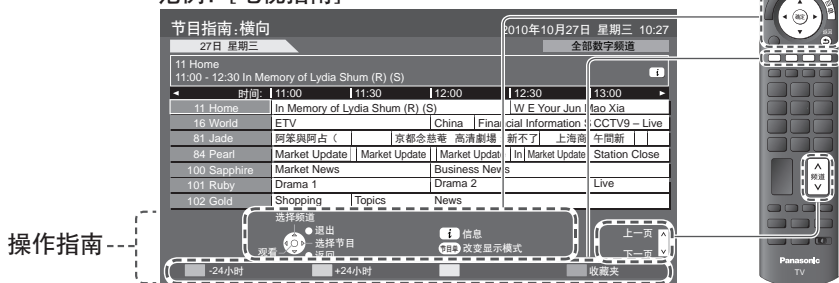 节目指南:横向 2010年10月27日 星期三 10:27
27日 星期三 全部数字频道
11 Home
11:00 - 12:30 In Memory of Lydia Shum (R) (S) i
时间: 11:00 11:30 12:00 12:30 13:00
11 Home In Memory of Lydia Shum (R) (S) W E Your Jun Mao Xia
16 World ETV China Financial Information S CCTV9 – Live
81 Jade 阿笨與阿占（ 京都念慈菴 高清劇場 新不了 上海商 午間新
84 Pearl Market Update Market Update Market Update In Market Update Station Close
100 Sapphire Market News Business News
101 Ruby Drama 1 Drama 2 Live
102 Gold Shopping Topics News
选择频道
退出 i 信息 上一页
操作指南 观看 选择节目 节目单 改变显示模式
返回 下一页
-24小时 +24小时 收藏夹
确定
频道
Panasonic
TV